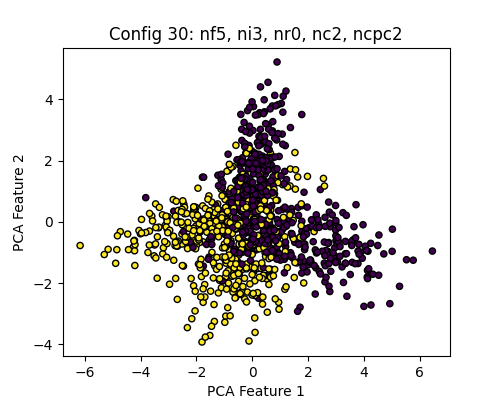 Config 30: nf5, ni3, nr0, nc2, ncpc2
4
2
0
−2
−4
PCA Feature 2
−6 −4 −2 0 2 4 6
PCA Feature 1